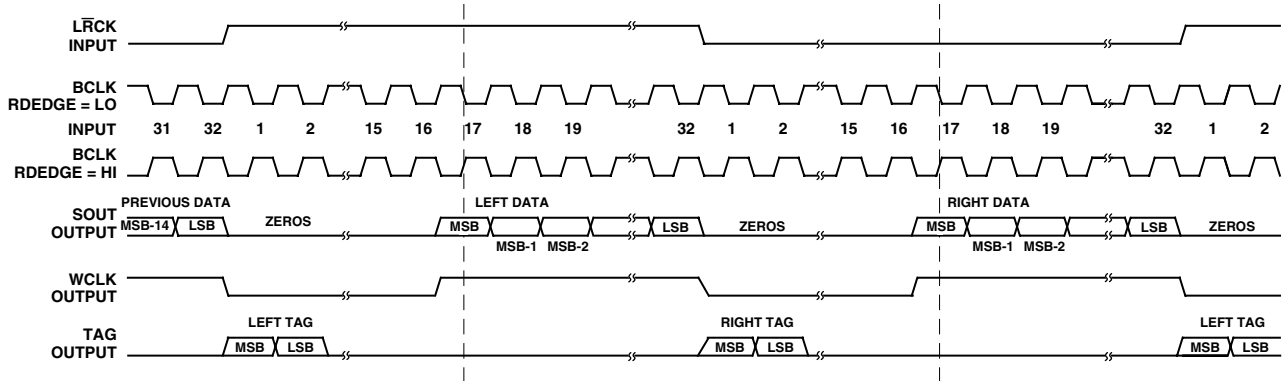 LRCK
INPUT
BCLK
RDEDGE = LO
INPUT 31 32 1 2 15 16 17 18 19 32 1 2 15 16 17 18 19 32 1 2
BCLK
RDEDGE = HI
PREVIOUS DATA LEFT DATA RIGHT DATA
SOUT
OUTPUT
MSB-14 LSB ZEROS MSB MSB-1 MSB-2 LSB ZEROS MSB MSB-1 MSB-2 LSB ZEROS
WCLK
OUTPUT
LEFT TAG RIGHT TAG LEFT TAG
TAG
OUTPUT
MSB LSB MSB LSB MSB LSB